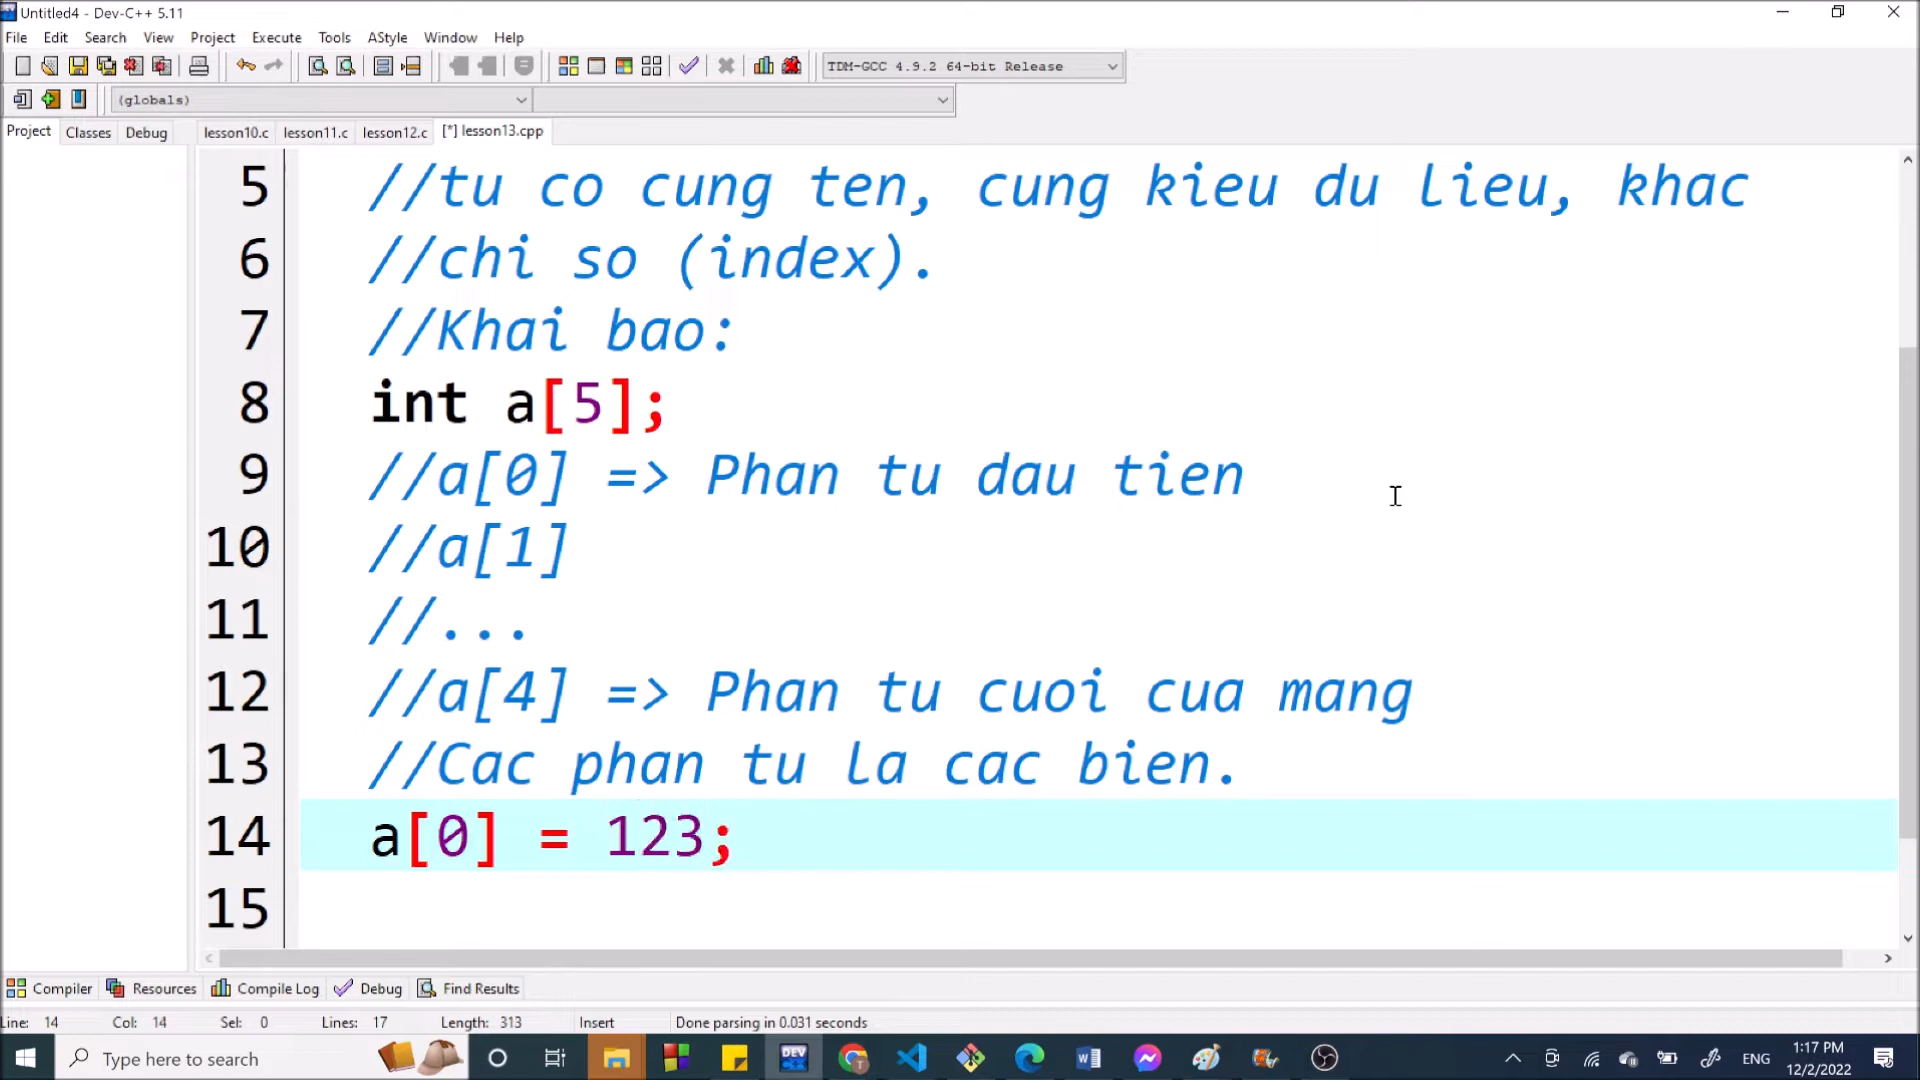 Untitled4 - Dev-C++ 5.11
File Edit Search View Project Execute Tools AStyle Window Help
TDM-GCC 4.9.2 64-bit Release
(globals)
Project Classes Debug lesson10.c lesson11.c lesson12.c [*] lesson13.cpp
5 //tu co cung ten, cung kieu du lieu, khac
6 //chi so (index).
7 //Khai bao:
8 int a[5];
9 //a[0] => Phan tu dau tien
10 //a[1]
11 //...
12 //a[4] => Phan tu cuoi cua mang
13 //Cac phan tu la cac bien.
14 a[0] = 123;
15
Compiler Resources Compile Log Debug Find Results
Line: 14 Col: 14 Sel: 0 Lines: 17 Length: 313 Insert Done parsing in 0.031 seconds
Type here to search DEV ENG 1:17 PM
12/2/2022